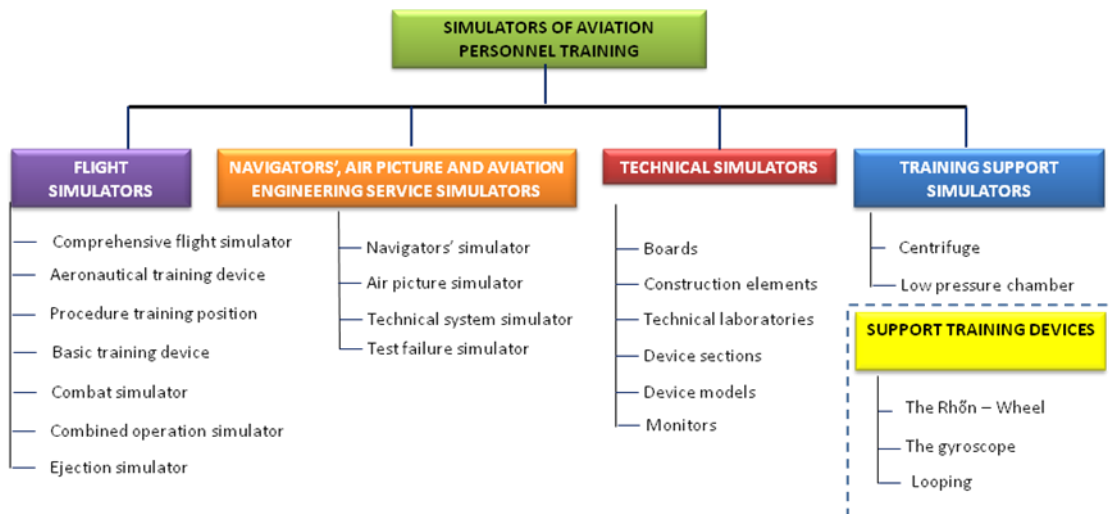 SIMULATORS OF AVIATION
PERSONNEL TRAINING
FLIGHT
SIMULATORS
Comprehensive flight simulator
Aeronautical training device
Procedure training position
Basic training device
Combat simulator
Combined operation simulator
Ejection simulator
NAVIGATORS', AIR PICTURE AND AVIATION
ENGINEERING SERVICE SIMULATORS
Navigators' simulator
Air picture simulator
Technical system simulator
Test failure simulator
TECHNICAL SIMULATORS
Boards
Construction elements
Technical laboratories
Device sections
Device models
Monitors
TRAINING SUPPORT
SIMULATORS
Centrifuge
Low pressure chamber
SUPPORT TRAINING DEVICES
The Rhőn – Wheel
The gyroscope
Looping